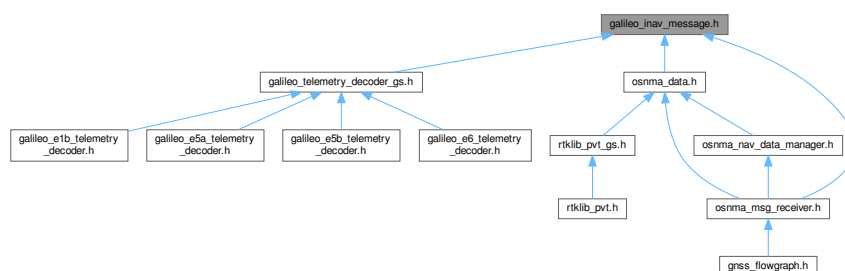 galileo_inav_message.h
galileo_telemetry_decoder_gs.h
osnma_data.h
galileo_e1b_telemetry
_decoder.h
galileo_e5a_telemetry
_decoder.h
galileo_e5b_telemetry
_decoder.h
galileo_e6_telemetry
_decoder.h
rtklib_pvt_gs.h
osnma_nav_data_manager.h
rtklib_pvt.h
osnma_msg_receiver.h
gnss_flowgraph.h